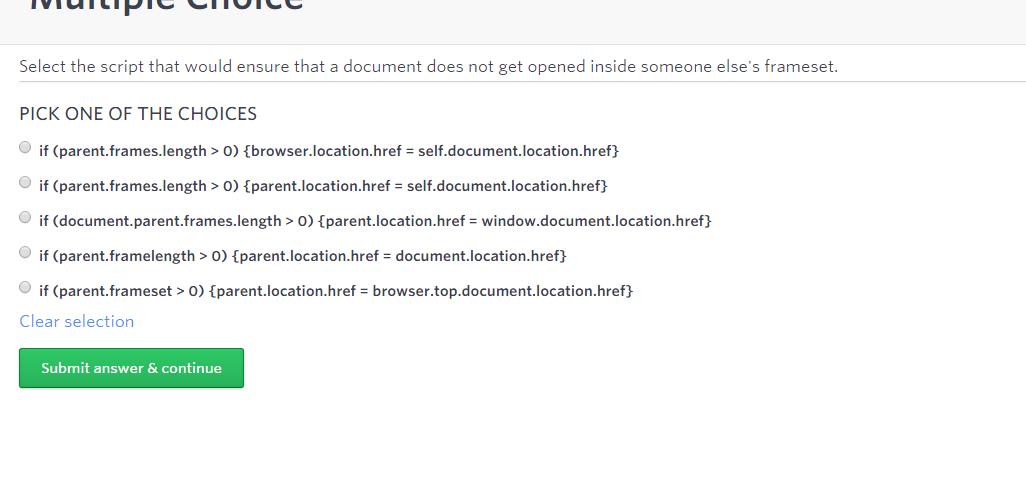 Multiple Choice
Select the script that would ensure that a document does not get opened inside someone else's frameset.
PICK ONE OF THE CHOICES
if (parent.frames.length > 0) {browser.location.href = self.document.location.href}
if (parent.frames.length > 0) {parent.location.href = self.document.location.href}
if (document.parent.frames.length > 0) {parent.location.href = window.document.location.href}
if (parent.framelength > 0) {parent.location.href = document.location.href}
if (parent.frameset > 0) {parent.location.href = browser.top.document.location.href}
Clear selection
Submit answer & continue